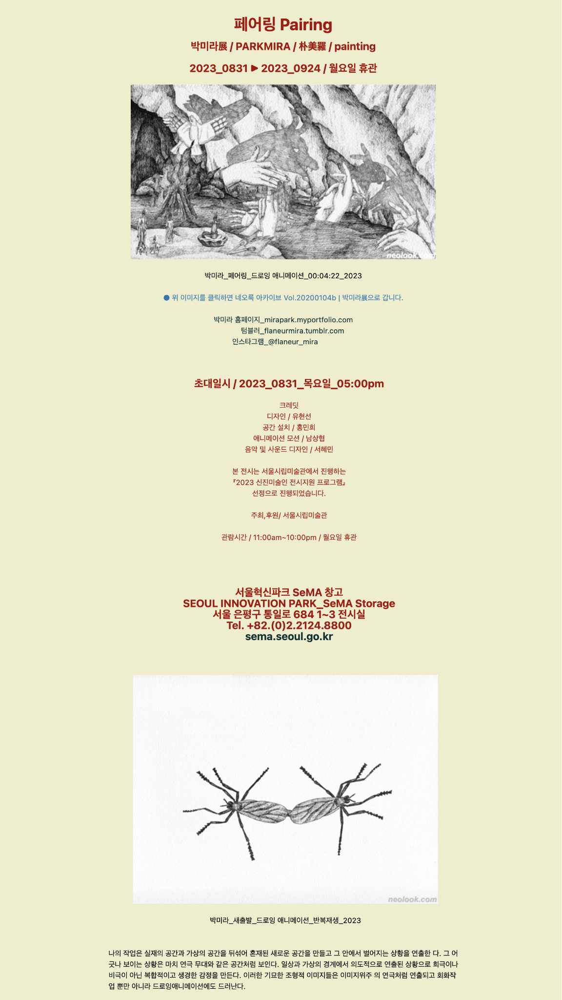 페어링 Pairing
박미라展 / PARKMIRA / 朴美羅 / painting
2023_0831 ▶ 2023_0924 / 월요일 휴관
neolook.com
박미라_페어링_드로잉 애니메이션_00:04:22_2023
● 위 이미지를 클릭하면 네오룩 아카이브 Vol.20200104b | 박미라展으로 갑니다.
박미라 홈페이지_mirapark.myportfolio.com
텀블러_flaneurmira.tumblr.com
인스타그램_@flaneur_mira
초대일시 / 2023_0831_목요일_05:00pm
크레딧
디자인 / 유현선
공간 설치 / 홍민희
애니메이션 모션 / 남상협
음악 및 사운드 디자인 / 서혜민
본 전시는 서울시립미술관에서 진행하는
『2023 신진미술인 전시지원 프로그램』
선정으로 진행되었습니다.
주최,후원/ 서울시립미술관
관람시간 / 11:00am~10:00pm / 월요일 휴관
서울혁신파크 SeMA 창고
SEOUL INNOVATION PARK_SeMA Storage
서울 은평구 통일로 684 1~3 전시실
Tel. +82.(0)2.2124.8800
sema.seoul.go.kr
neolook.com
박미라_새출발_드로잉 애니메이션_반복재생_2023
나의 작업은 실재의 공간과 가상의 공간을 뒤섞어 혼재된 새로운 공간을 만들고 그 안에서 벌어지는 상황을 연출한 다. 그 어
긋나 보이는 상황은 마치 연극 무대와 같은 공간처럼 보인다. 일상과 가상의 경계에서 의도적으로 연출된 상황으로 희극이나
비극이 아닌 복합적이고 생경한 감정을 만든다. 이러한 기묘한 조형적 이미지들은 이미지위주 의 연극처럼 연출되고 회화작
업 뿐만 아니라 드로잉애니메이션에도 드러난다.